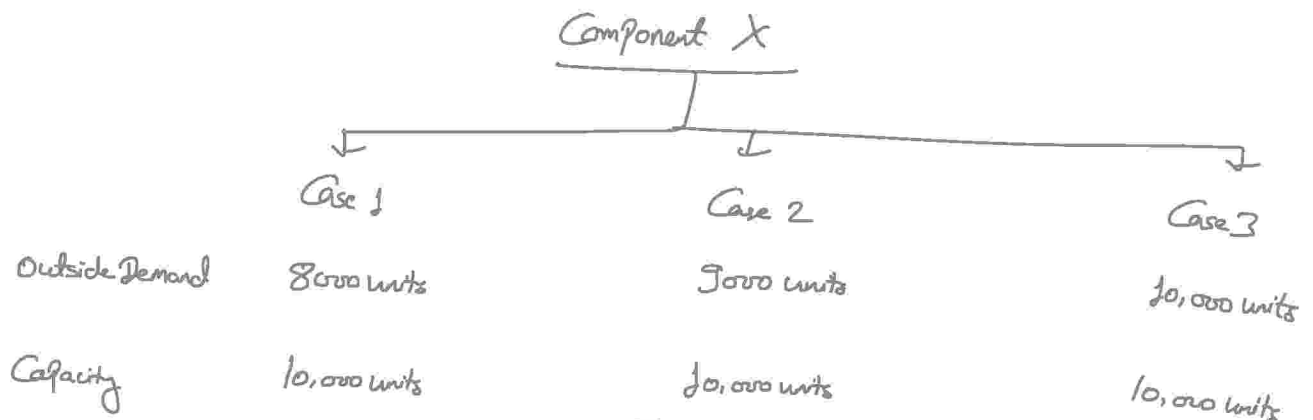 Component X
Case 1 Case 2 Case 3
Outside Demand 8000 units 9000 units 10,000 units
Capacity 10,000 units 10,000 units 10,000 units